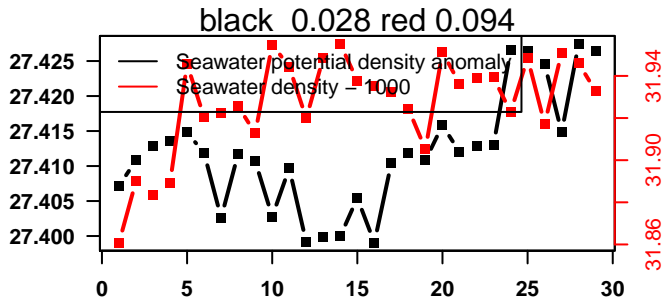 black 0.028 red 0.094
Seawater potential density anomaly
Seawater density – 1000
27.425
27.420
27.415
27.410
27.405
27.400
31.94
31.90
31.86
0 5 10 15 20 25 30